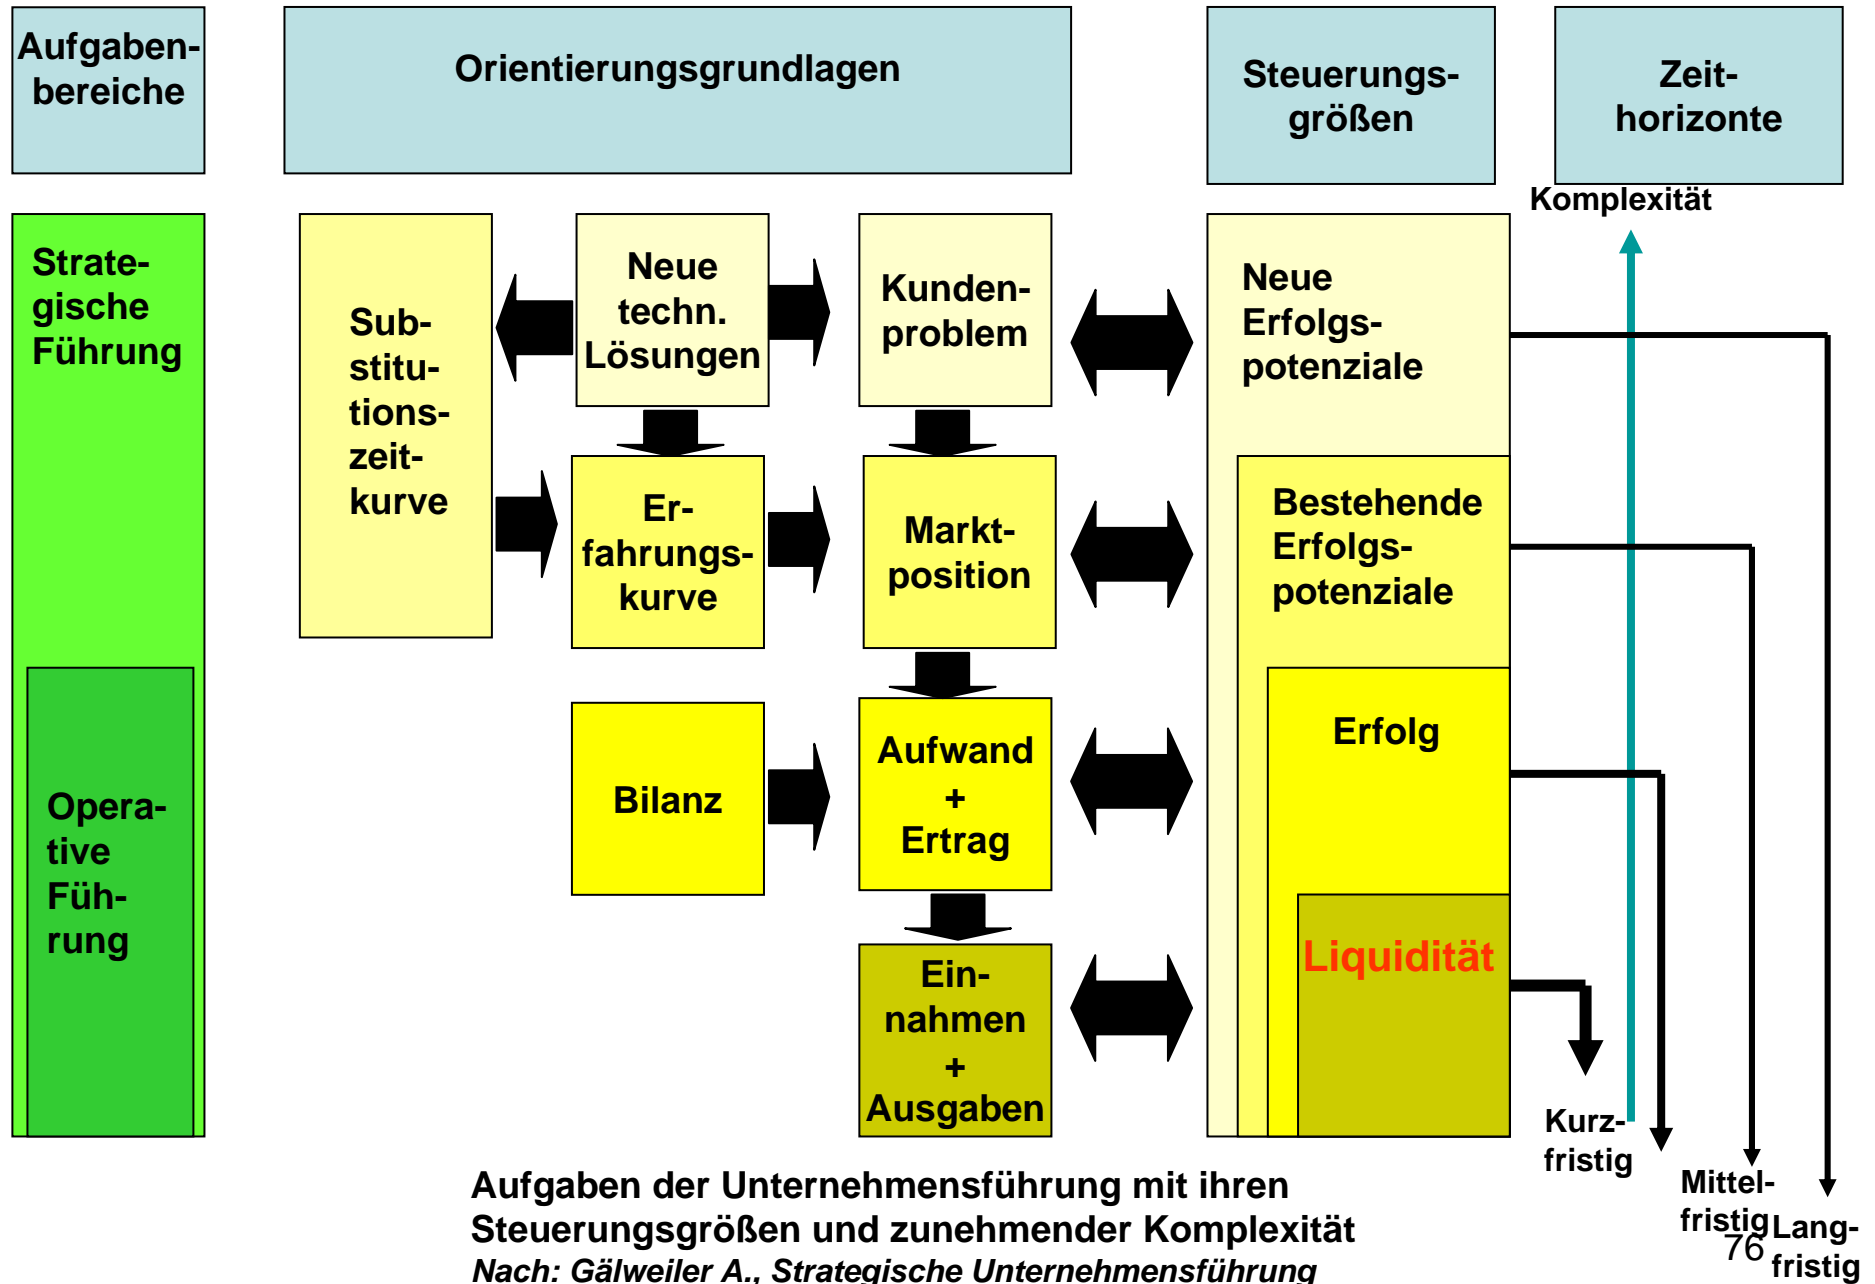 Aufgaben-
bereiche
Orientierungsgrundlagen
Steuerungs-
größen
Zeit-
horizonte
Komplexität
Strate-
gische
Führung
Sub-
stitu-
tions-
zeit-
kurve
Neue
techn.
Lösungen
Kunden-
problem
Neue
Erfolgs-
potenziale
Er-
fahrungs-
kurve
Markt-
position
Bestehende
Erfolgs-
potenziale
Opera-
tive
Füh-
rung
Bilanz
Aufwand
+
Ertrag
Erfolg
Ein-
nahmen
+
Ausgaben
Liquidität
Kurz-
fristig
Mittel-
fristig
Lang-
fristig
Aufgaben der Unternehmensführung mit ihren
Steuerungsgrößen und zunehmender Komplexität
Nach: Gälweiler A., Strategische Unternehmensführung
76